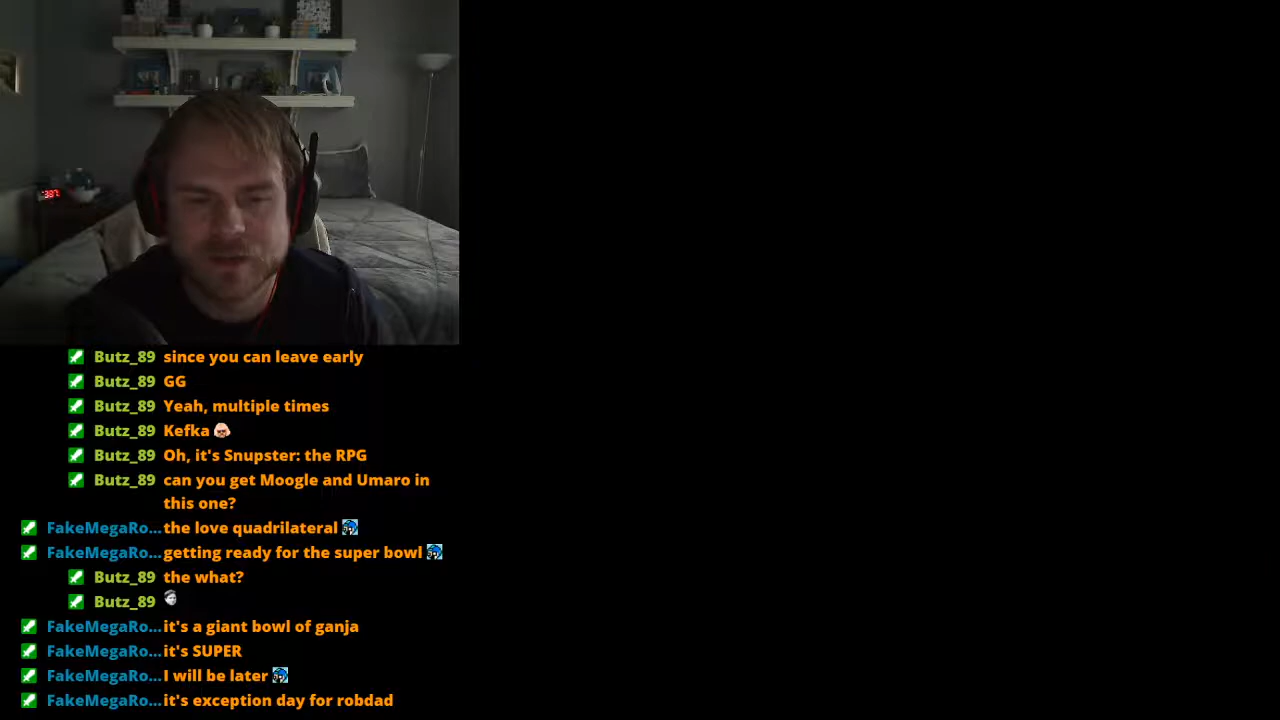 Butz_89 since you can leave early
Butz_89 GG
Butz_89 Yeah, multiple times
Butz_89 Kefka
Butz_89 Oh, it's Snupster: the RPG
Butz_89 can you get Moogle and Umaro in
this one?
FakeMegaRo... the love quadrilateral
FakeMegaRo... getting ready for the super bowl
Butz_89 the what?
Butz_89
FakeMegaRo... it's a giant bowl of ganja
FakeMegaRo... it's SUPER
FakeMegaRo... I will be later
FakeMegaRo... it's exception day for robdad